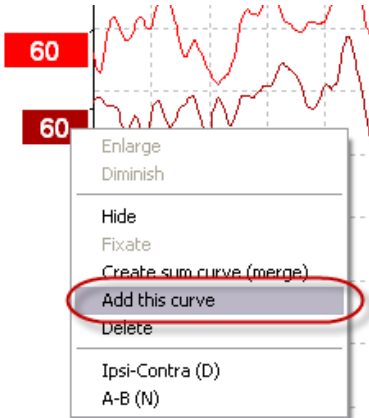 60
60
Enlarge
Diminish
Hide
Fixate
Create sum curve (merge)
Add this curve
Delete
Ipsi-Contra (D)
A-B (N)